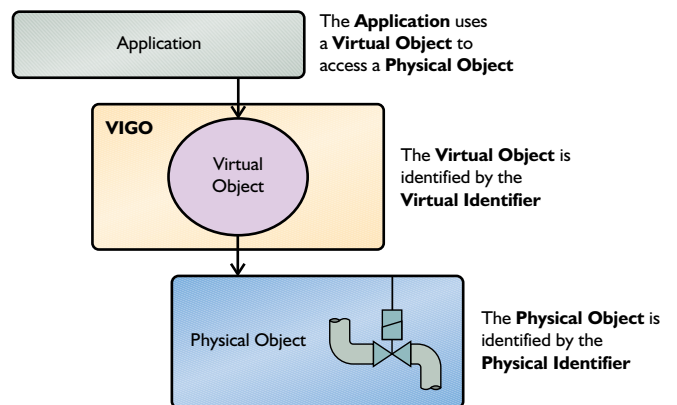 Application
The Application uses
a Virtual Object to
access a Physical Object
VIGO
Virtual
Object
The Virtual Object is
identified by the
Virtual Identifier
Physical Object
The Physical Object is
identified by the
Physical Identifier